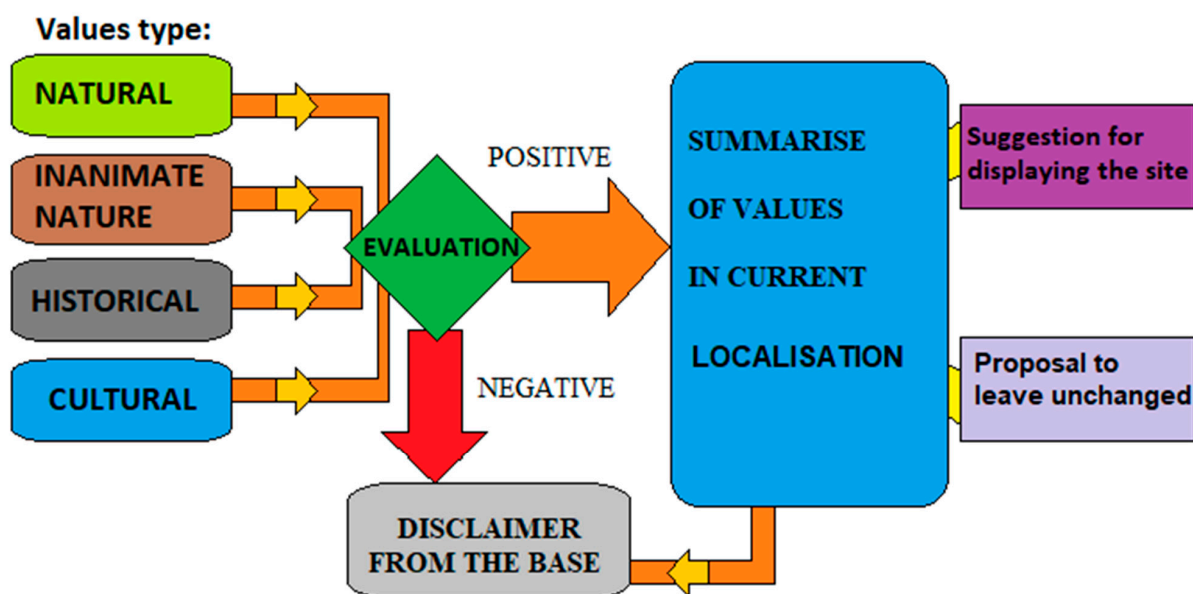 Values type:
NATURAL
INANIMATE
NATURE
HISTORICAL
CULTURAL
EVALUATION
POSITIVE
NEGATIVE
SUMMARISE
OF VALUES
IN CURRENT
LOCALISATION
Suggestion for
displaying the site
Proposal to
leave unchanged
DISCLAIMER
FROM THE BASE